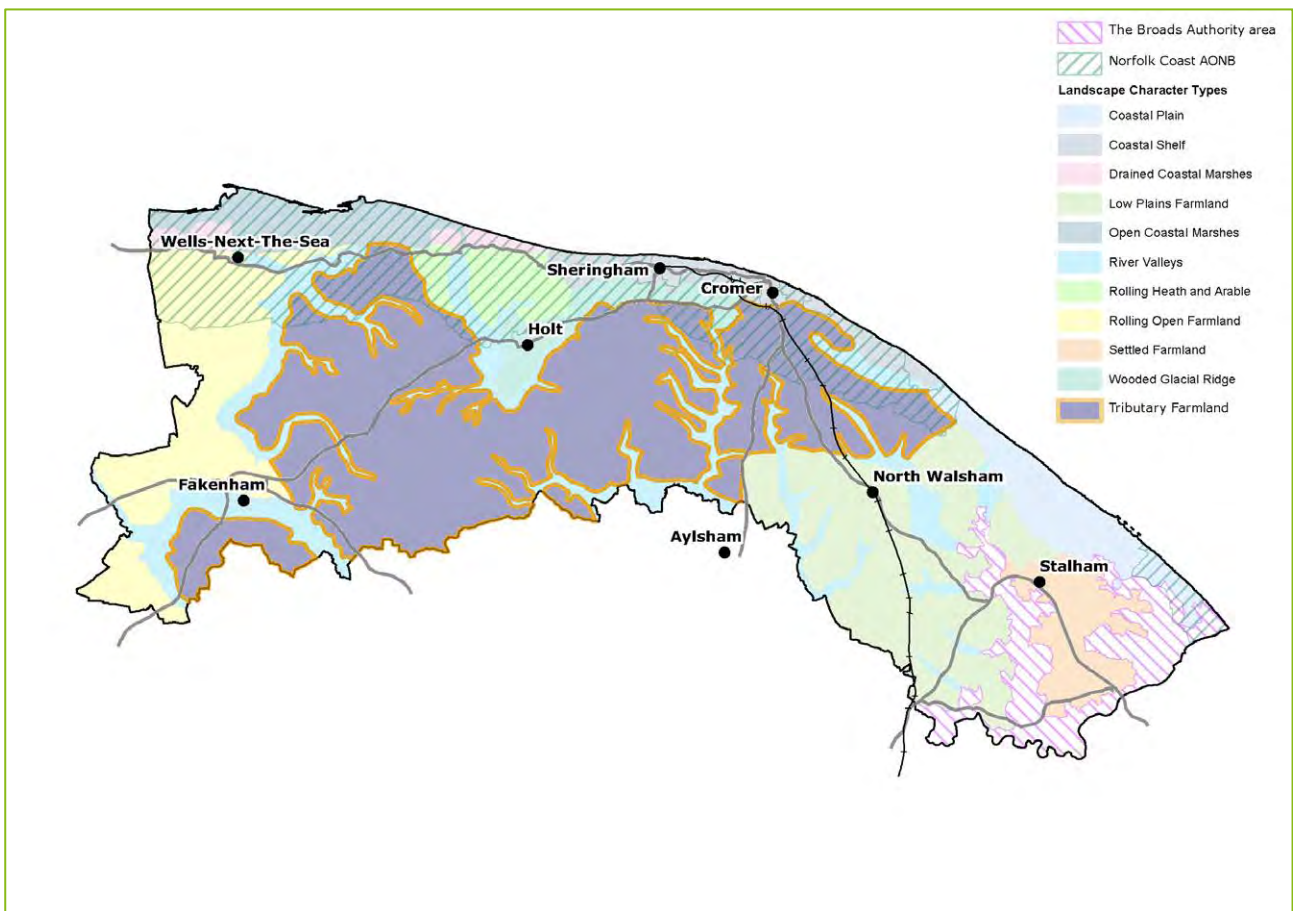 The Broads Authority area
Norfolk Coast AONB
Landscape Character Types
Coastal Plain
Coastal Shelf
Drained Coastal Marshes
Low Plains Farmland
Open Coastal Marshes
River Valleys
Rolling Heath and Arable
Rolling Open Farmland
Settled Farmland
Wooded Glacial Ridge
Tributary Farmland
Wells-Next-The-Sea
Sheringham
Cromer
Holt
Fakenham
North Walsham
Aylsham
Stalham